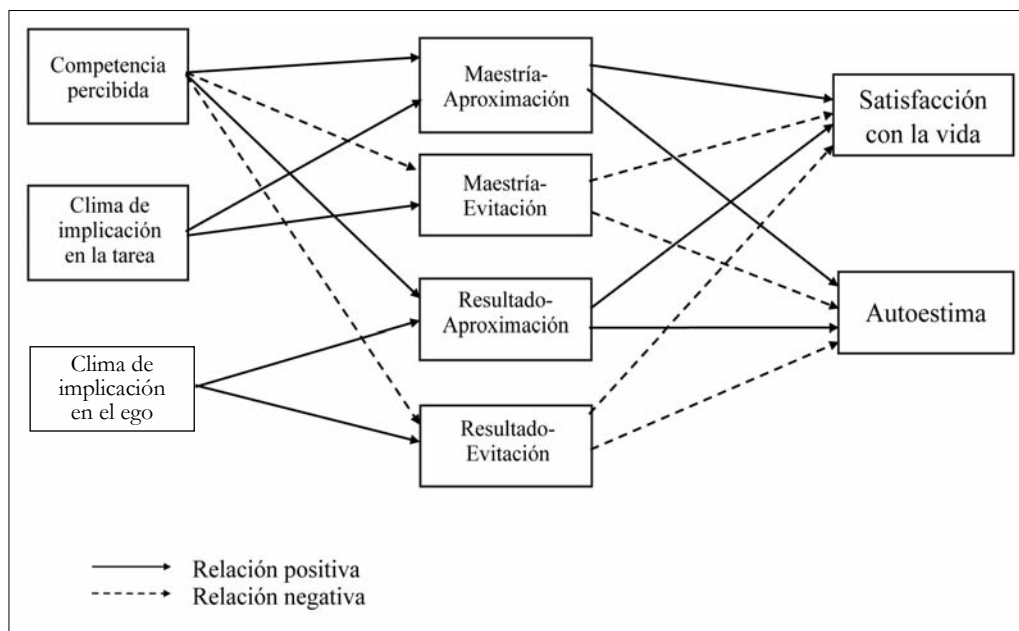 Competencia
percibida
Clima de
implicación
en la tarea
Clima de
implicación
en el ego
Maestría-
Aproximación
Maestría-
Evitación
Resultado-
Aproximación
Resultado-
Evitación
Satisfacción
con la vida
Autoestima
Relación positiva
Relación negativa